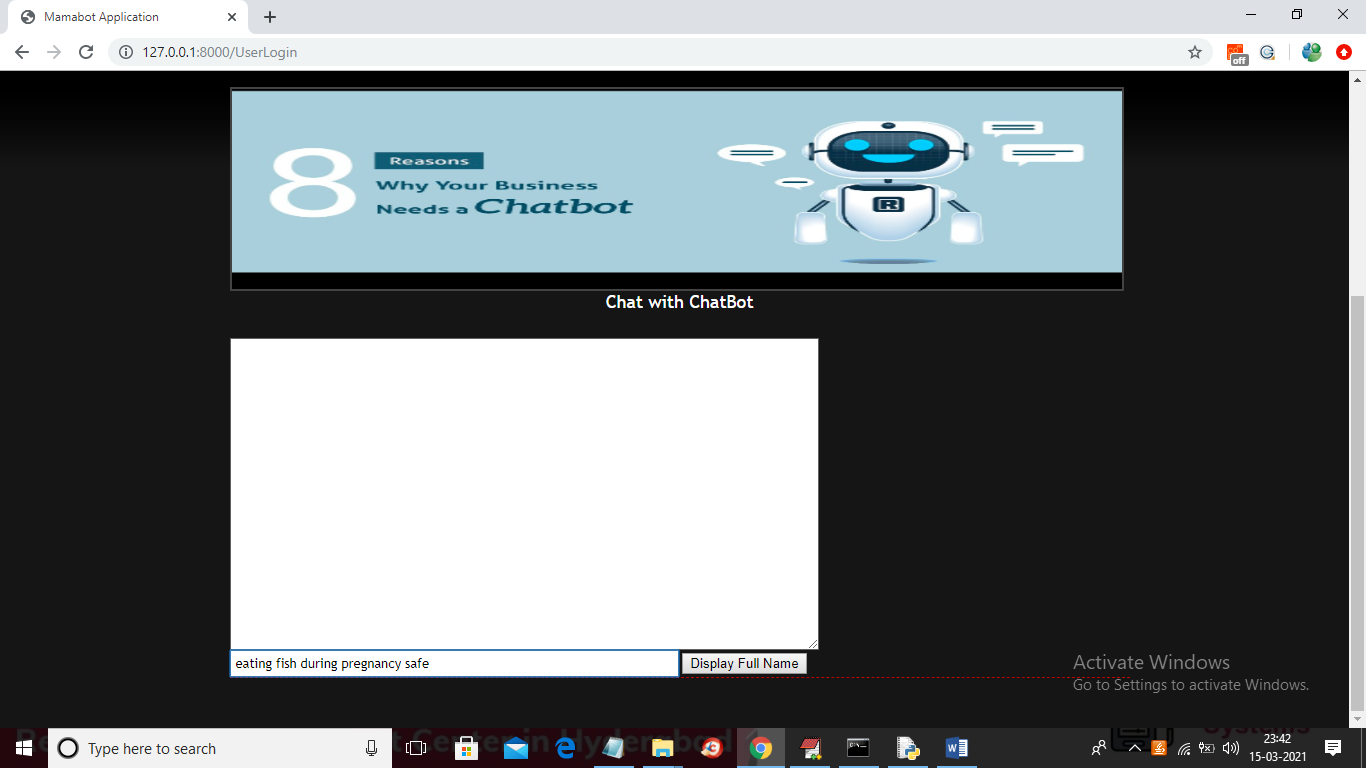 Mamabot Application
127.0.0.1:8000/UserLogin
off
8
Reasons
Why Your Business
Needs a Chatbot
R
Chat with ChatBot
eating fish during pregnancy safe
Display Full Name
Activate Windows
Go to Settings to activate Windows.
Type here to search
23:42
15-03-2021